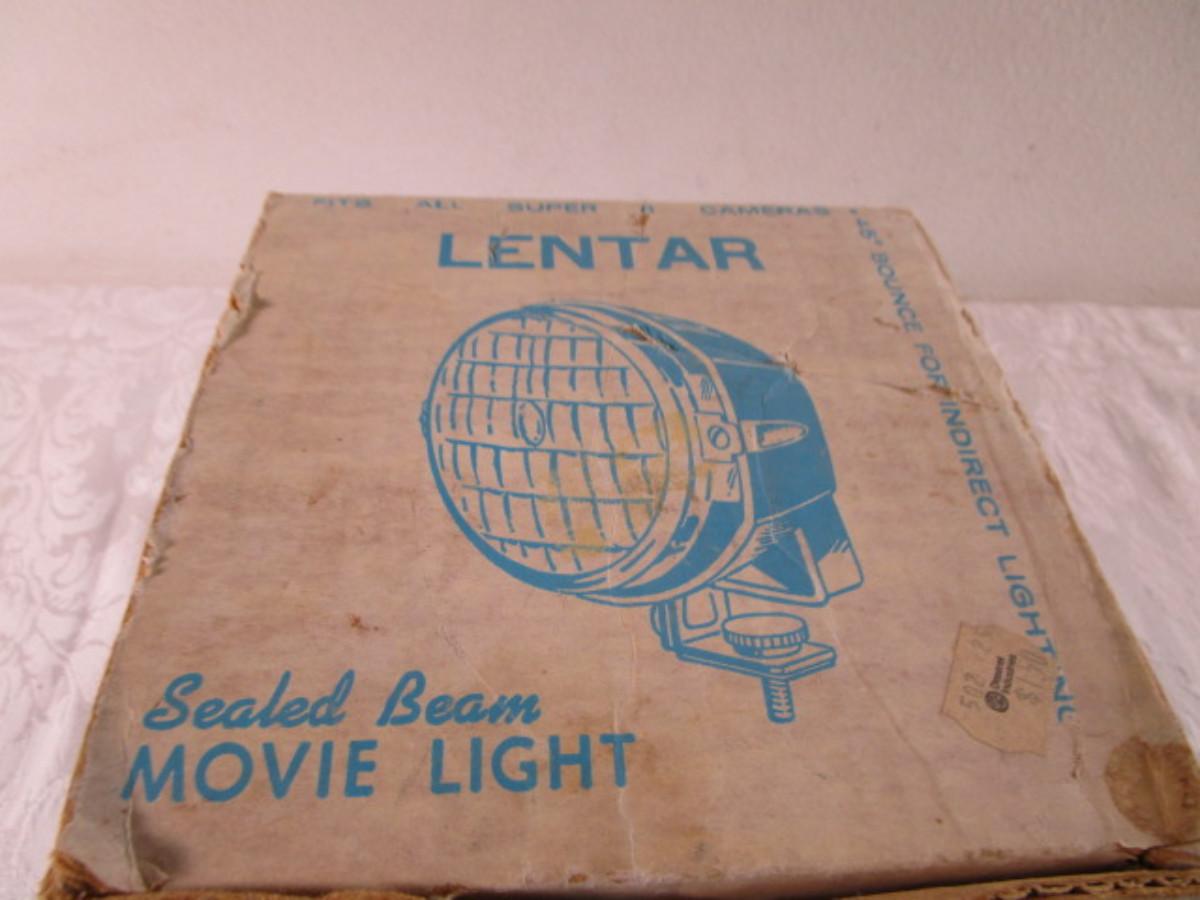 FITS ALL SUPER 8 CAMERAS
LENTAR
45° BOUNCE FOR INDIRECT LIGHTING
Sealed Beam
MOVIE LIGHT